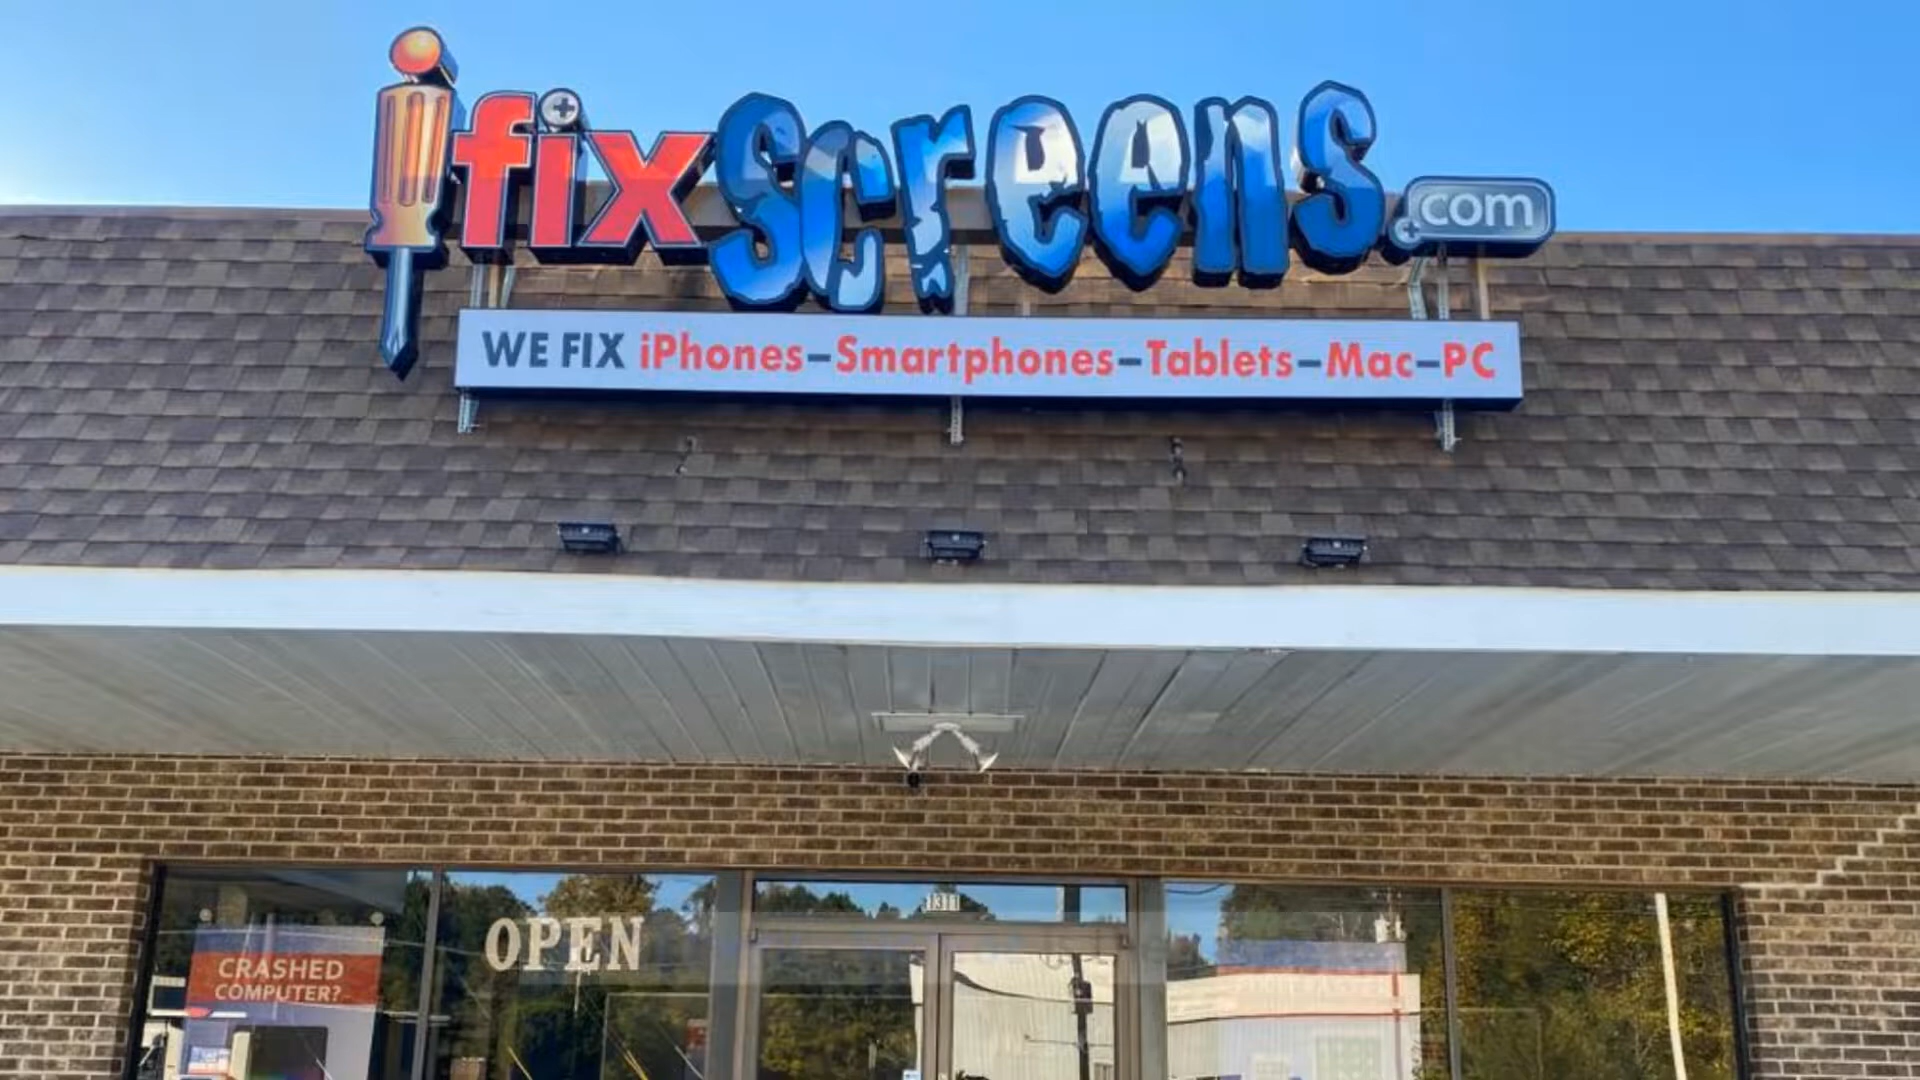 ifixscreens.com
WE FIX iPhones–Smartphones–Tablets–Mac–PC
1311
OPEN
CRASHED
COMPUTER?